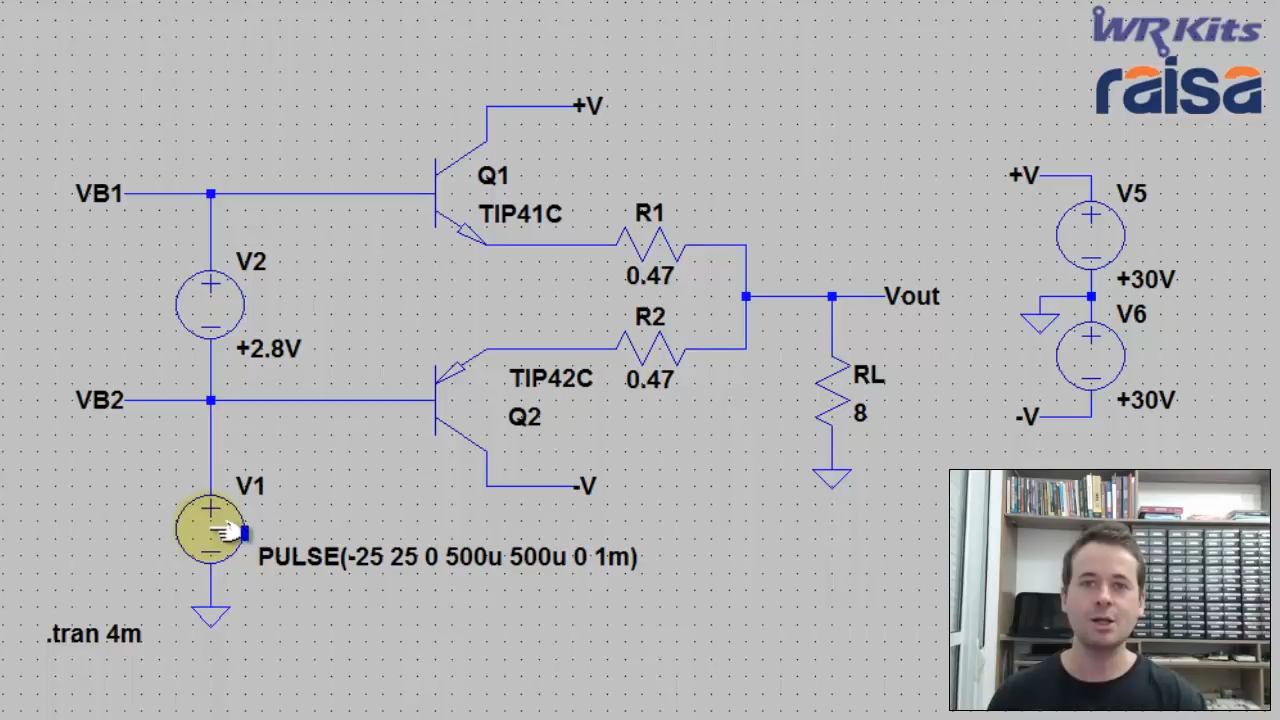 WR Kits
raisa
+V
Q1
TIP41C
VB1
V2
+2.8V
R1
0.47
R2
0.47
Vout
TIP42C
Q2
VB2
-V
RL
8
V1
PULSE(-25 25 0 500u 500u 0 1m)
.tran 4m
+V
V5
+30V
V6
+30V
-V